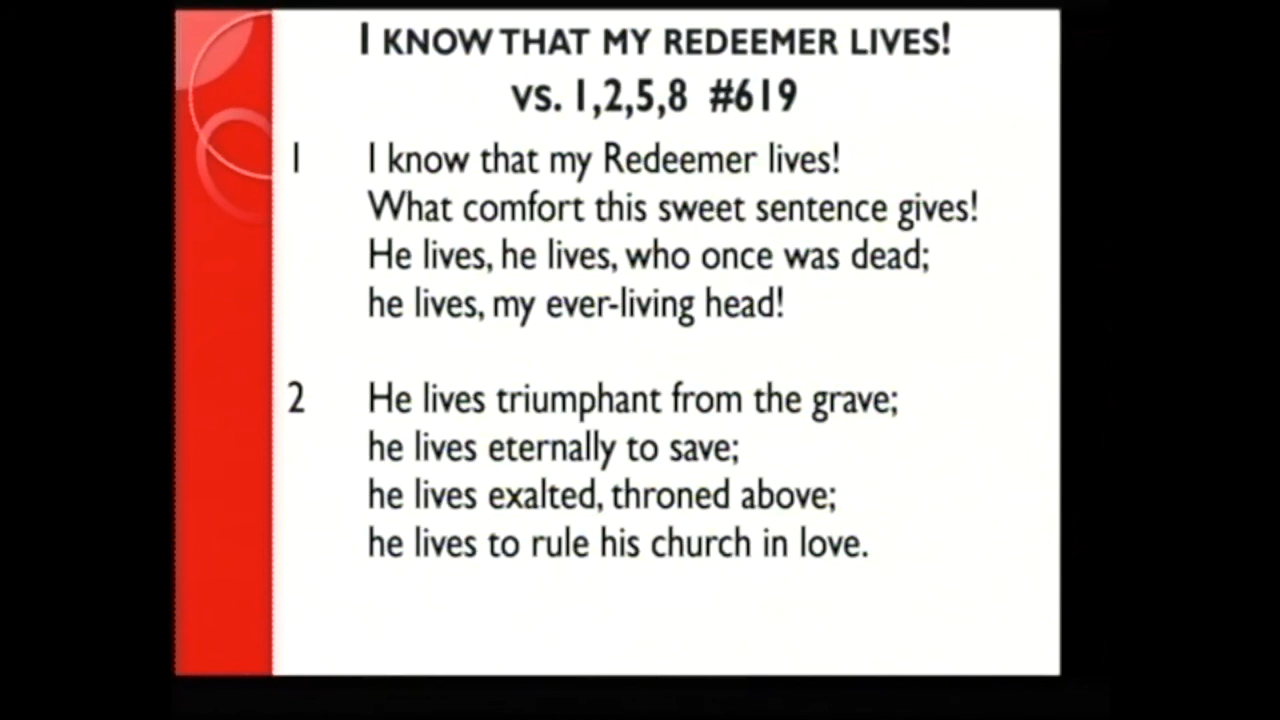 I KNOW THAT MY REDEEMER LIVES!
vs. 1,2,5,8 #619
1 I know that my Redeemer lives!
What comfort this sweet sentence gives!
He lives, he lives, who once was dead;
he lives, my ever-living head!
2 He lives triumphant from the grave;
he lives eternally to save;
he lives exalted, throned above;
he lives to rule his church in love.